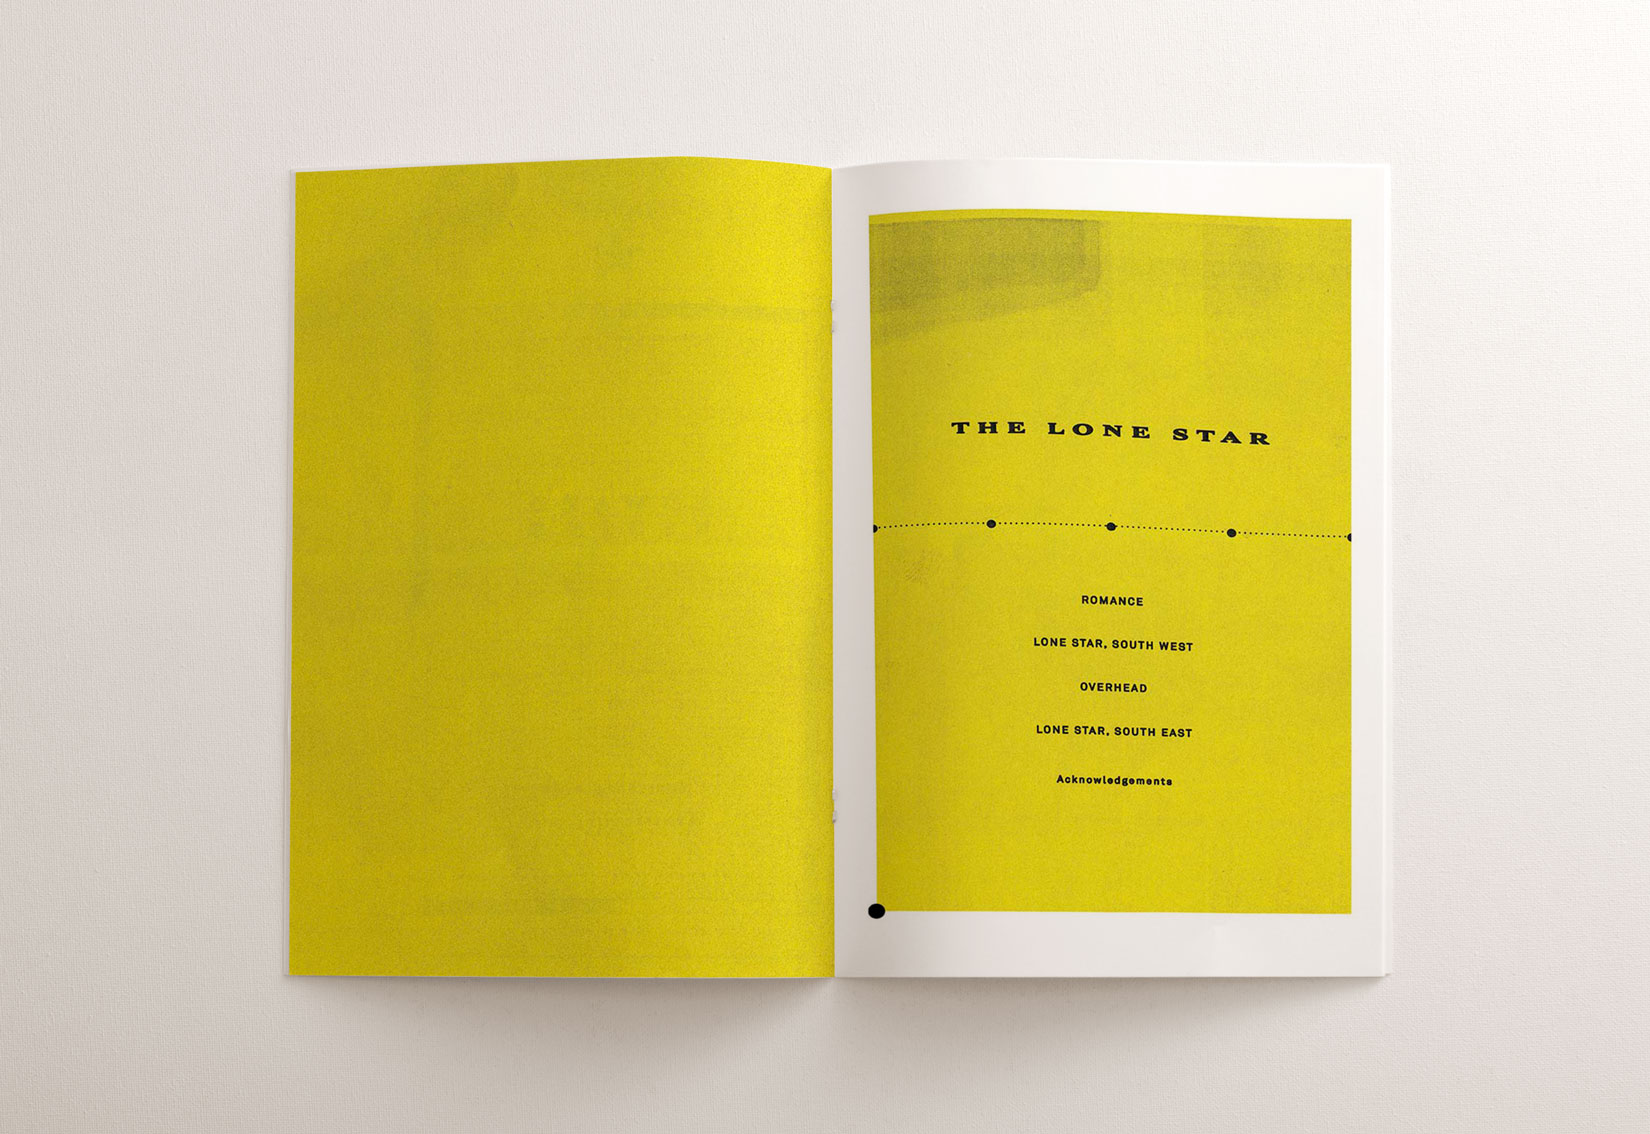 THE LONE STAR
ROMANCE
LONE STAR, SOUTH WEST
OVERHEAD
LONE STAR, SOUTH EAST
Acknowledgements